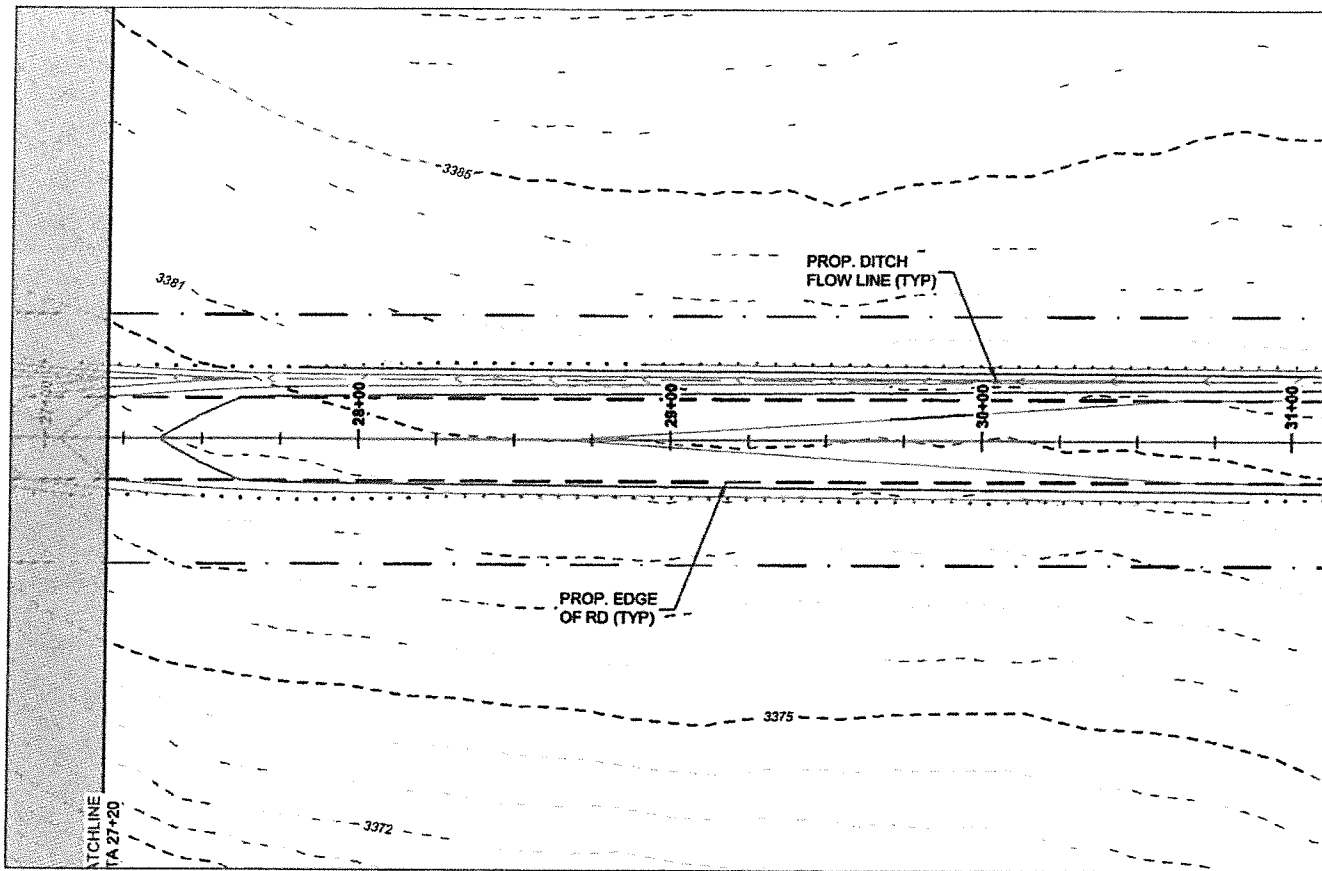 3385
3381
PROP. DITCH
FLOW LINE (TYP)
28+00
29+00
30+00
31+00
PROP. EDGE
OF RD (TYP)
3375
3372
ATCHLINE
TA 27+20